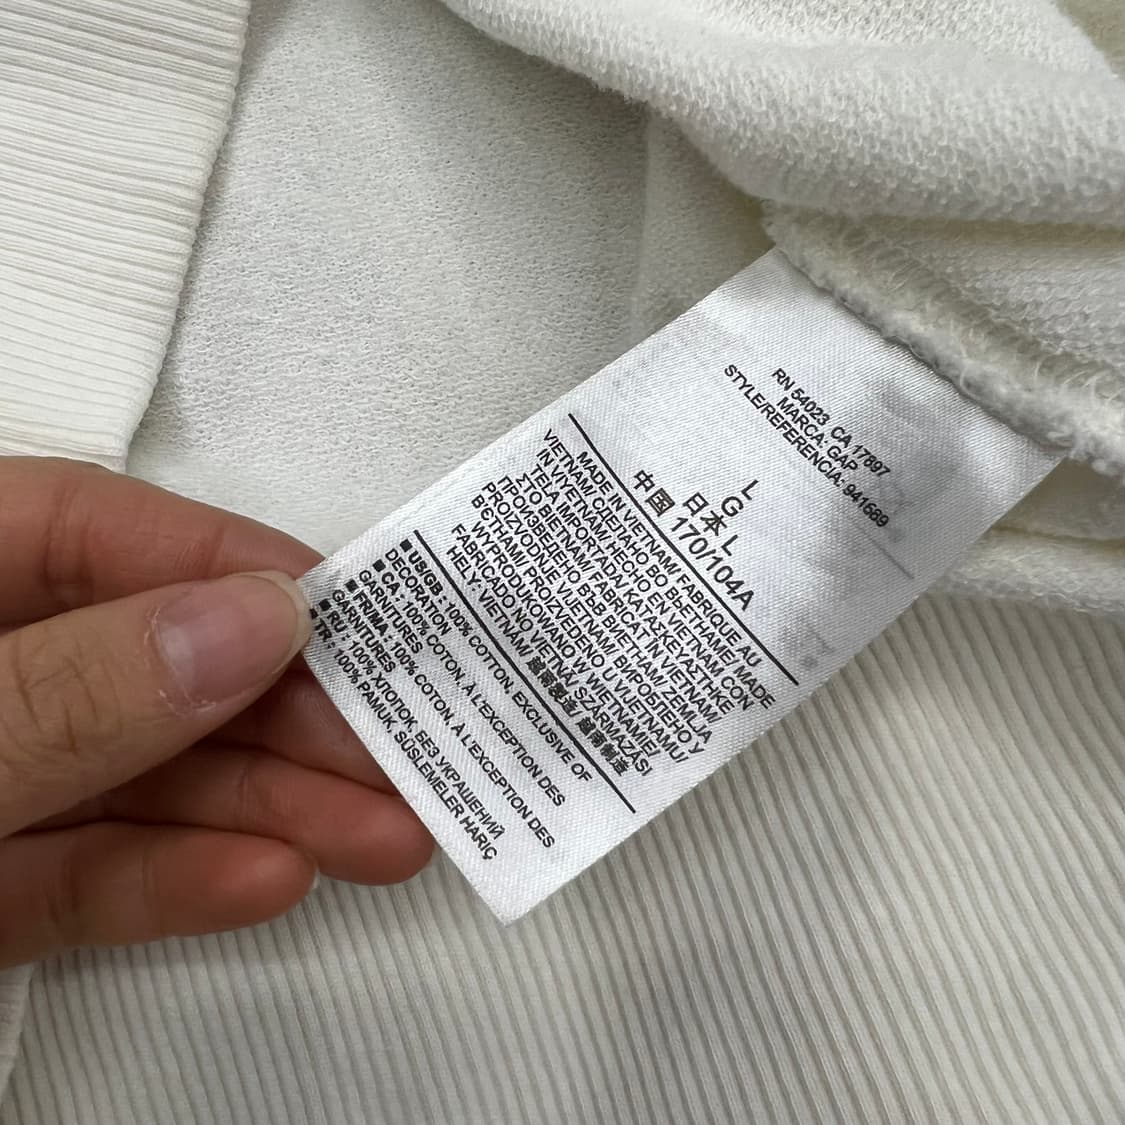 RN 54023 CA 17897
MARCA: GAP
STYLE/REFERENCIA: 941689
L
G
日本 L
中国 170/104A
MADE IN VIETNAM/ FABRIQUE AU
VIETNAM/ СДЕЛАНО ВО ВЬЕТНАМЕ/ MADE
IN VIYETNAM/ HECHO EN VIETNAM CON
TELA IMPORTADA/ ΚΑΤΑΣΚΕΥΑΣΤΗΚΕ
ΣΤΟ ΒΙΕΤΝΑΜ/ FABRICAT ÎN VIETNAM/
ПРОИЗВЕДЕНО ВЪВ ВИЕТНАМ/ ZEMLJA
PROIZVODNJE VIJETNAM/ ВИРОБЛЕНО У
В'ЄТНАМІ/ PROIZVEDENO U VIJETNAMU/
WYPRODUKOWANO W WIETNAMIE/
FABRICADO NO VIETNÃ/ SZÁRMAZÁSI
HELY: VIETNAM/ 越南製造/ 越南制造
■ US/GB : 100% COTTON, EXCLUSIVE OF
DECORATION
■ CA : 100% COTON, À L'EXCEPTION DES
GARNITURES
■ FR/MA : 100% COTON, À L'EXCEPTION DES
GARNITURES
■ RU : 100% ХЛОПОК, БЕЗ УКРАШЕНИЙ
■ TR : 100% PAMUK, SÜSLEMELER HARİÇ